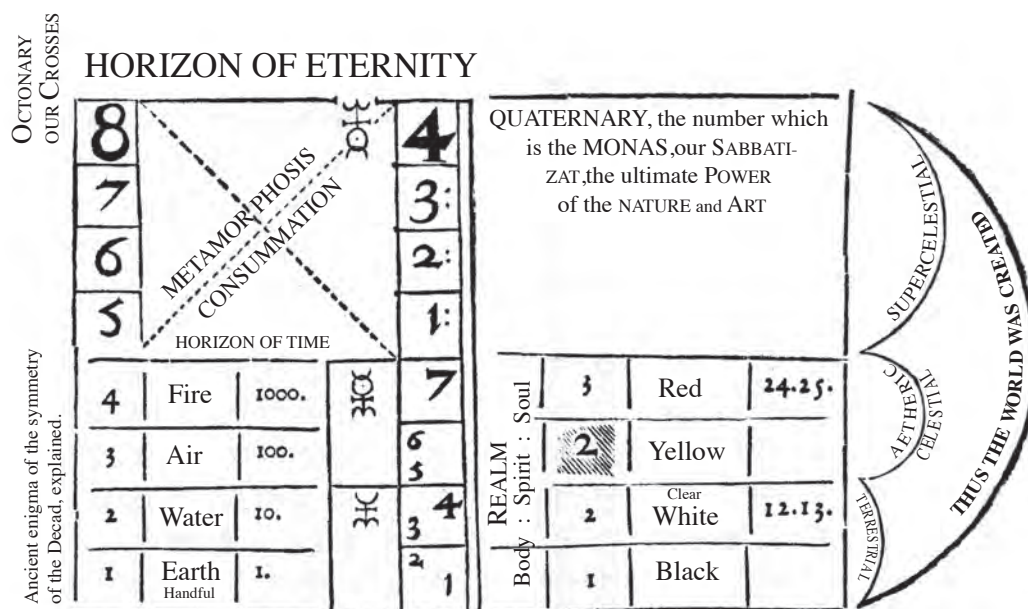 OCTONARY
OUR CROSSES
HORIZON OF ETERNITY
8
7
6
5
METAMORPHOSIS
CONSUMMATION
HORIZON OF TIME
4
3:
2:
1:
QUATERNARY, the number which
is the MONAS,our SABBATI-
ZAT,the ultimate POWER
of the NATURE and ART
Ancient enigma of the symmetry
of the Decad, explained.
4 Fire 1000.
3 Air 100.
2 Water 10.
1 Earth 1.
Handful
7
6
5
4
3
2
1
REALM
Body : Spirit : Soul
3 Red 24.25.
2 Yellow
Clear
2 White 12.13.
1 Black
SUPERCELESTIAL
AETHERIC
CELESTIAL
TERRESTRIAL
THUS THE WORLD WAS CREATED